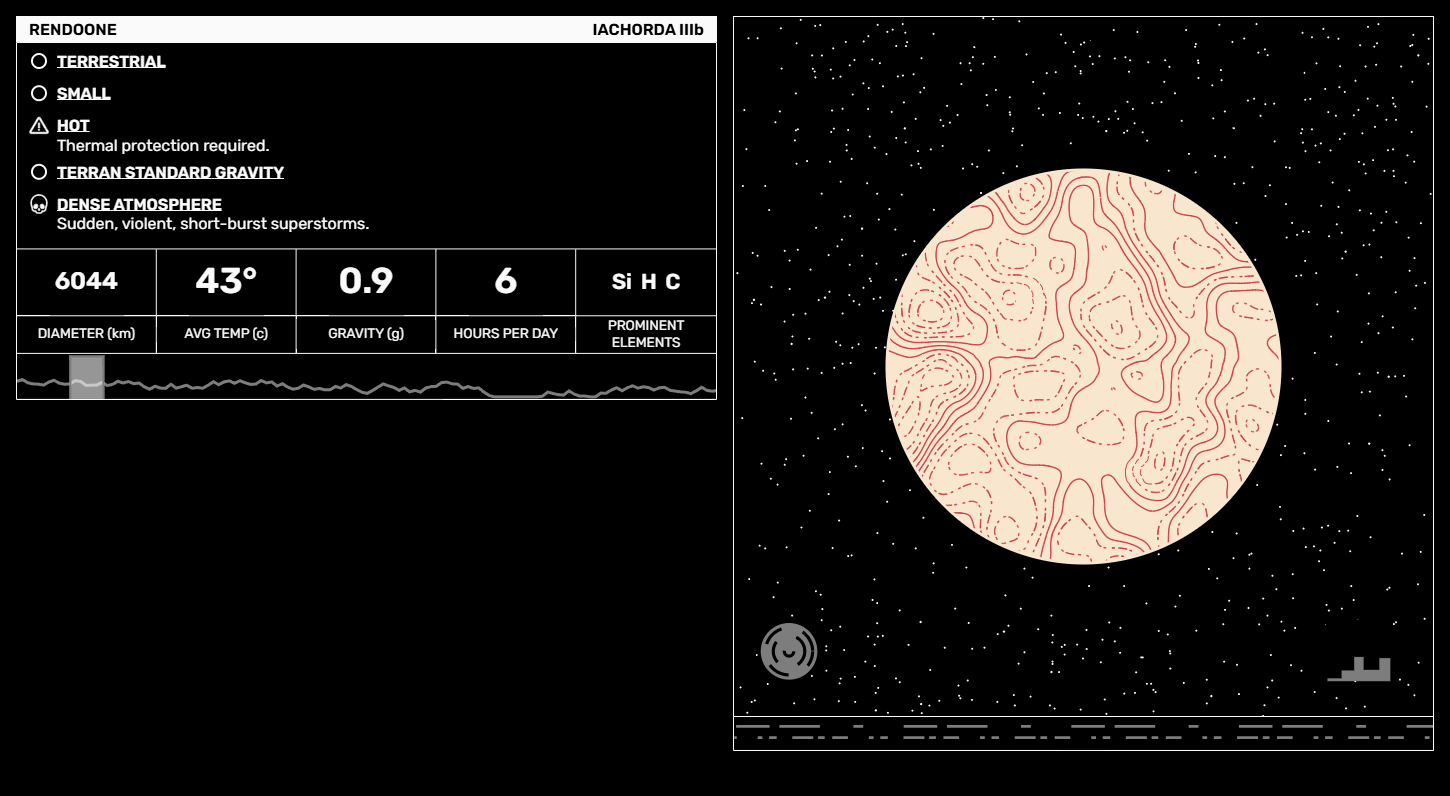 RENDOONE
IACHORDA IIIb
TERRESTRIAL
SMALL
HOT
Thermal protection required.
TERRAN STANDARD GRAVITY
DENSE ATMOSPHERE
Sudden, violent, short-burst superstorms.
6044
43°
0.9
6
Si H C
DIAMETER (km)
AVG TEMP (c)
GRAVITY (g)
HOURS PER DAY
PROMINENT
ELEMENTS